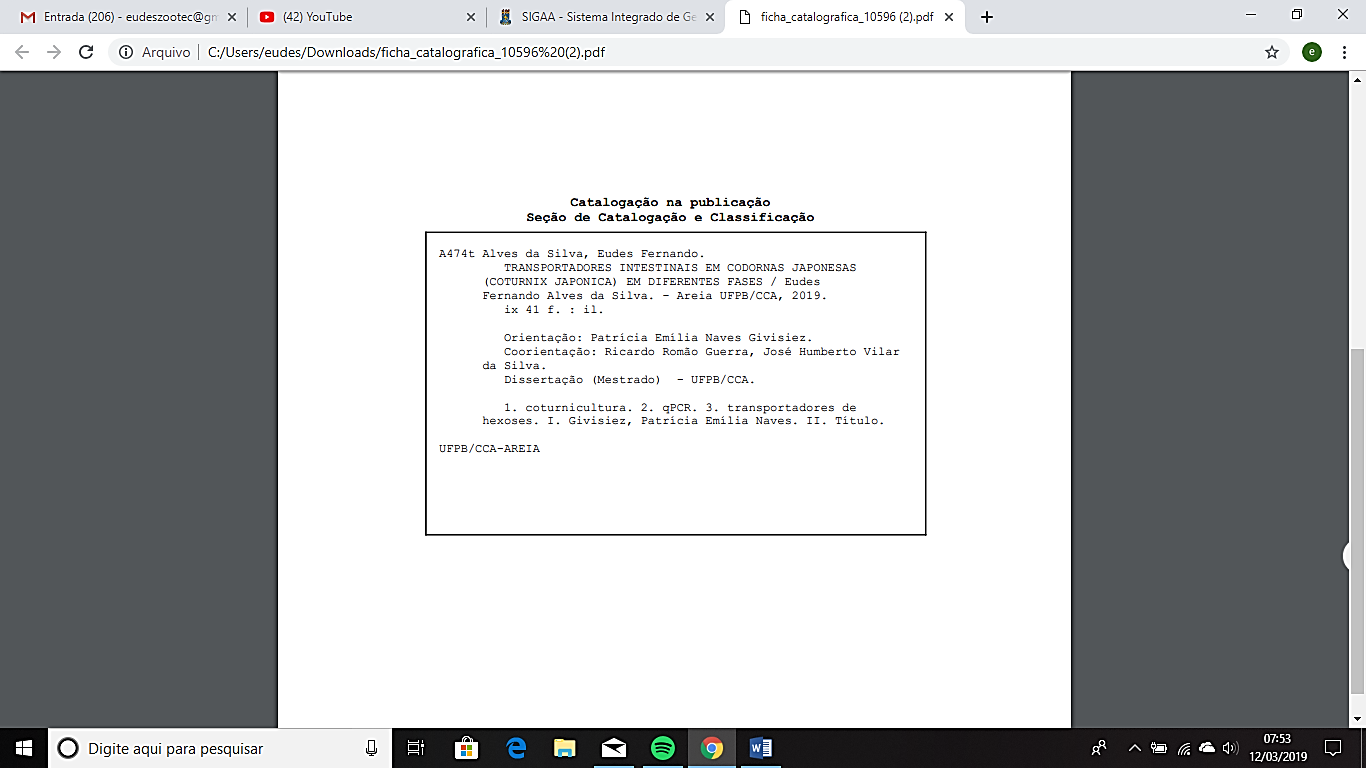 Entrada (206) - eudeszootec@gm
(42) YouTube
SIGAA - Sistema Integrado de Ge
ficha_catalografica_10596 (2).pdf
Arquivo
C:/Users/eudes/Downloads/ficha_catalografica_10596%20(2).pdf
e
Catalogação na publicação
Seção de Catalogação e Classificação
A474t Alves da Silva, Eudes Fernando.
TRANSPORTADORES INTESTINAIS EM CODORNAS JAPONESAS
(COTURNIX JAPONICA) EM DIFERENTES FASES / Eudes
Fernando Alves da Silva. - Areia UFPB/CCA, 2019.
ix 41 f. : il.
Orientação: Patrícia Emília Naves Givisiez.
Coorientação: Ricardo Romão Guerra, José Humberto Vilar
da Silva.
Dissertação (Mestrado)  - UFPB/CCA.
1. coturnicultura. 2. qPCR. 3. transportadores de
hexoses. I. Givisiez, Patrícia Emília Naves. II. Título.
UFPB/CCA-AREIA
Digite aqui para pesquisar
07:53
12/03/2019